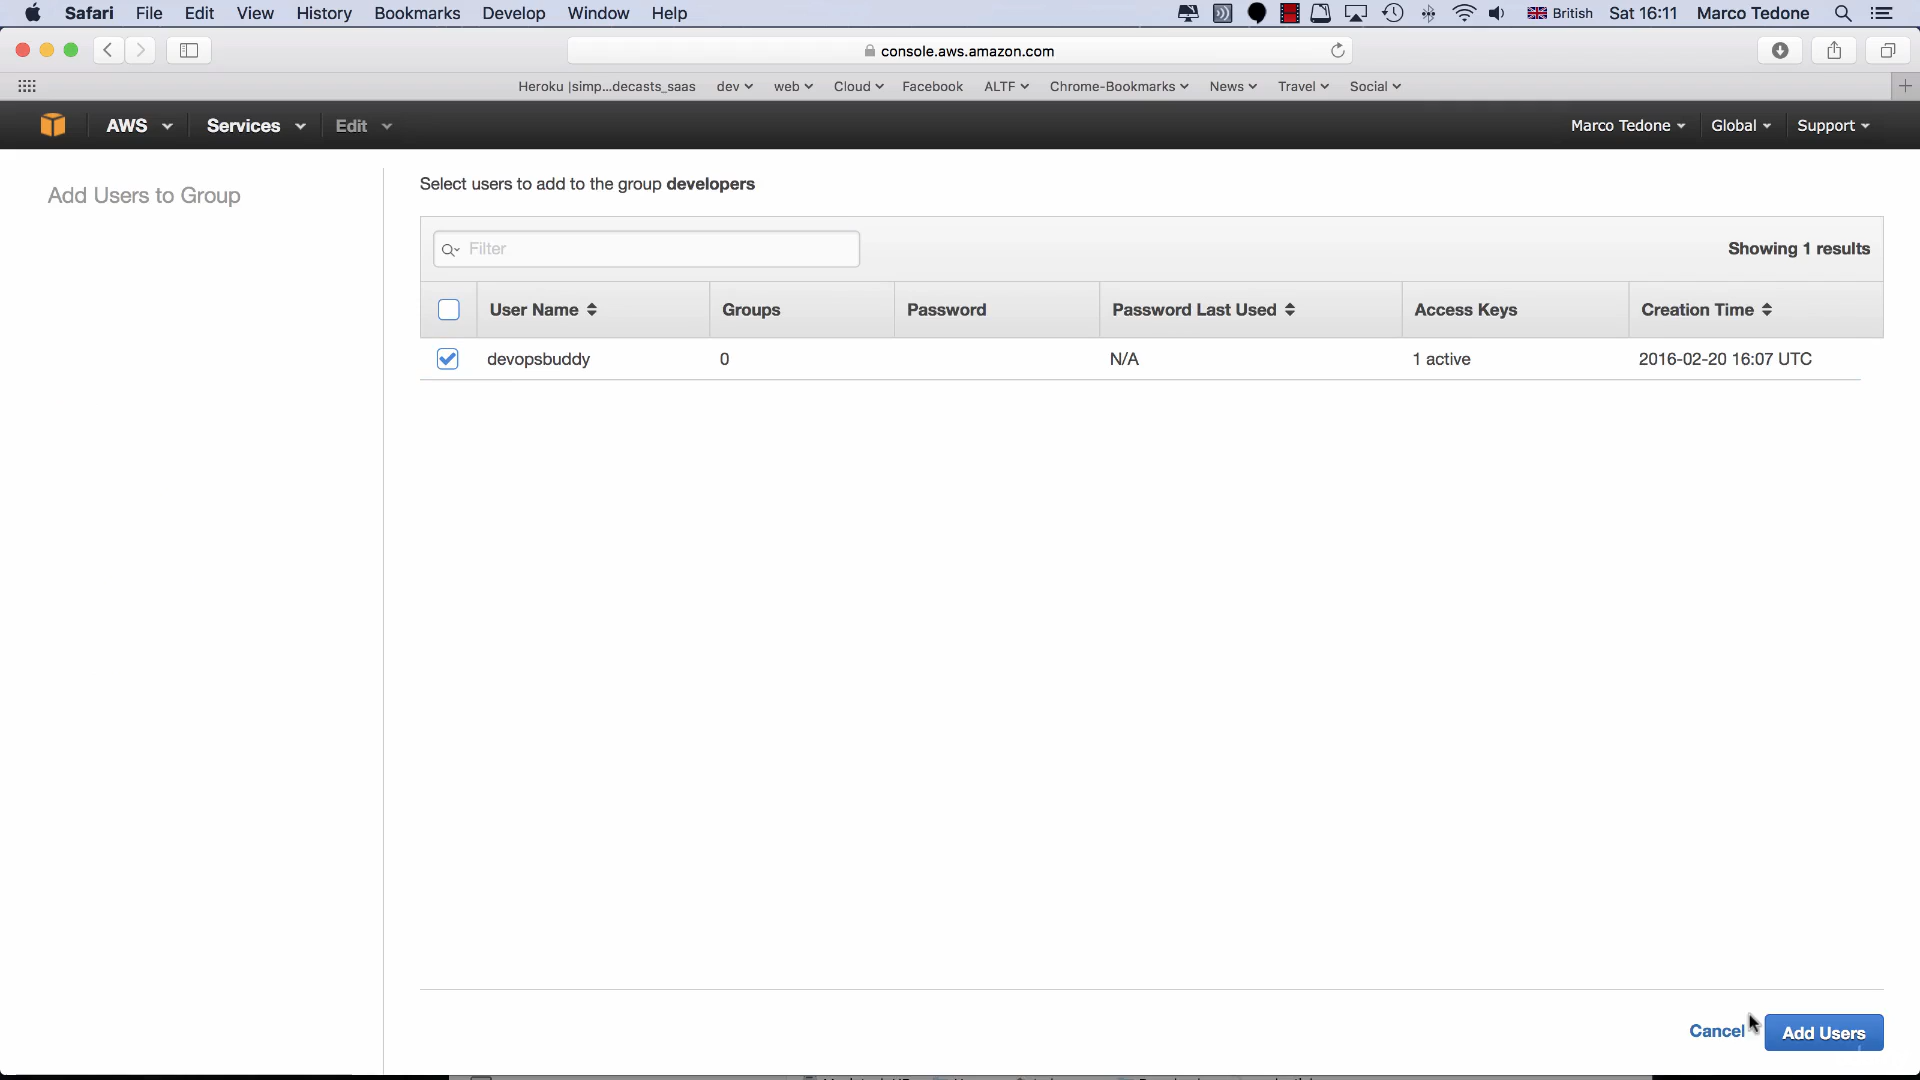 Safari File Edit View History Bookmarks Develop Window Help British Sat 16:11 Marco Tedone
console.aws.amazon.com
Heroku |simp...decasts_saas dev web Cloud Facebook ALTF Chrome-Bookmarks News Travel Social
AWS Services Edit Marco Tedone Global Support
Add Users to Group
Select users to add to the group developers
Filter
Showing 1 results
User Name Groups Password Password Last Used Access Keys Creation Time
devopsbuddy 0 N/A 1 active 2016-02-20 16:07 UTC
Cancel Add Users